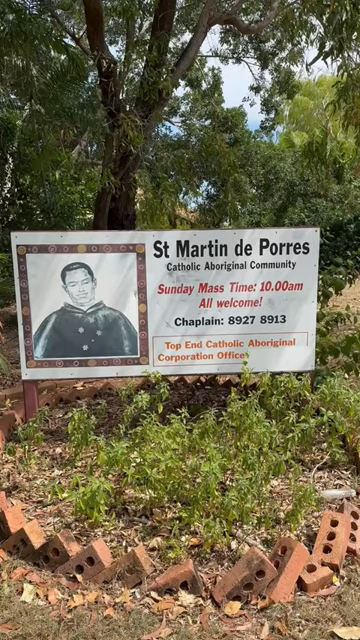 St Martin de Porres
Catholic Aboriginal Community
Sunday Mass Time: 10.00am
All welcome!
Chaplain: 8927 8913
Top End Catholic Aboriginal
Corporation Office